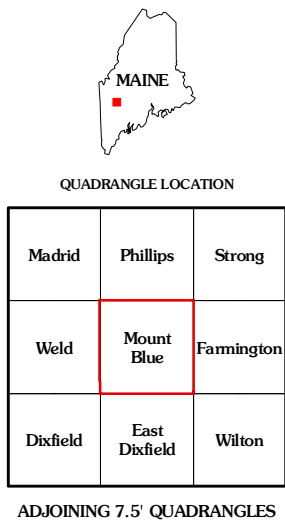 MAINE
QUADRANGLE LOCATION
Madrid Phillips Strong
Weld Mount Blue Farmington
Dixfield East Dixfield Wilton
ADJOINING 7.5' QUADRANGLES